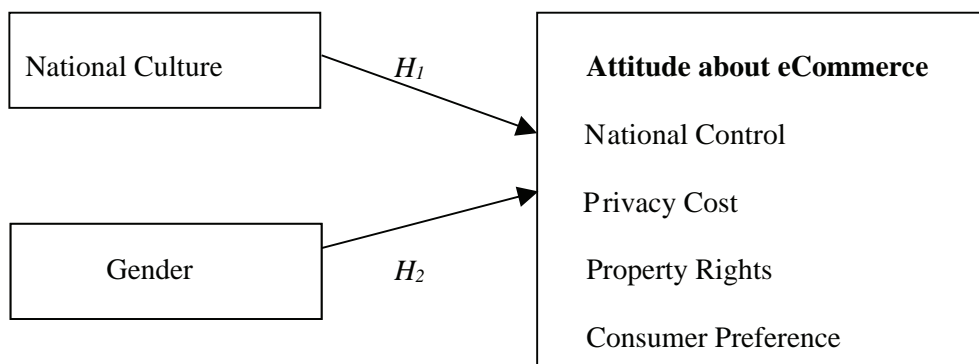 National Culture
H1
Attitude about eCommerce
National Control
Privacy Cost
Property Rights
Consumer Preference
Gender
H2